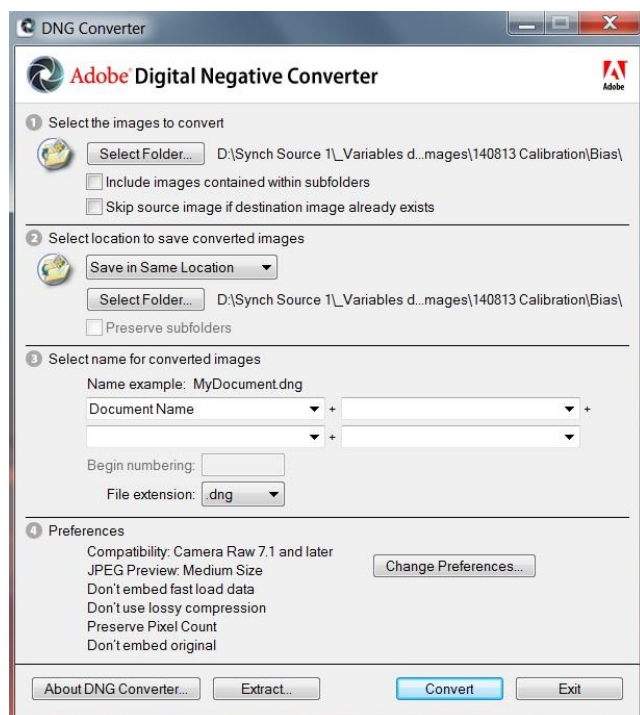 DNG Converter
Adobe® Digital Negative Converter
Adobe
1 Select the images to convert
Select Folder... D:\Synch Source 1\_Variables d...mages\140813 Calibration\Bias\
Include images contained within subfolders
Skip source image if destination image already exists
2 Select location to save converted images
Save in Same Location
Select Folder... D:\Synch Source 1\_Variables d...mages\140813 Calibration\Bias\
Preserve subfolders
3 Select name for converted images
Name example: MyDocument.dng
Document Name + +
+
Begin numbering:
File extension: .dng
4 Preferences
Compatibility: Camera Raw 7.1 and later
JPEG Preview: Medium Size
Change Preferences...
Don't embed fast load data
Don't use lossy compression
Preserve Pixel Count
Don't embed original
About DNG Converter... Extract... Convert Exit